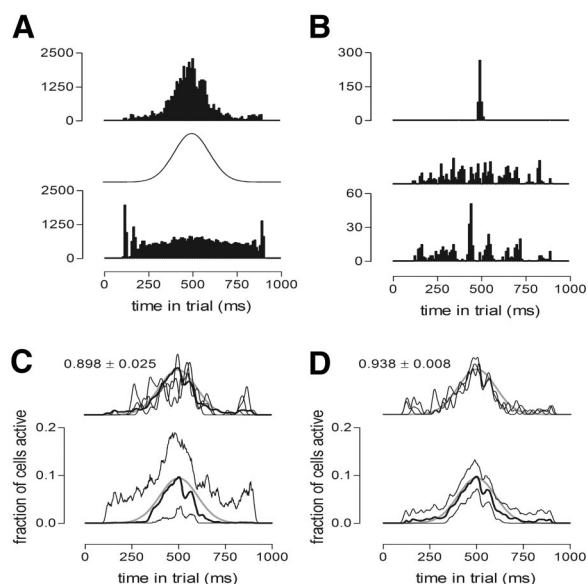 A
2500
1250
0
2500
1250
0
0 250 500 750 1000
time in trial (ms)
B
300
150
0
60
30
0
0 250 500 750 1000
time in trial (ms)
C
0.898 ± 0.025
fraction of cells active
0.2
0.1
0.0
0 250 500 750 1000
time in trial (ms)
D
0.938 ± 0.008
fraction of cells active
0.2
0.1
0.0
0 250 500 750 1000
time in trial (ms)